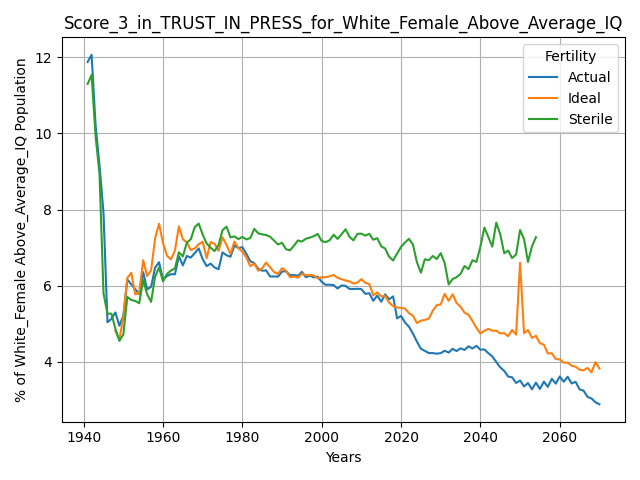 Score_3_in_TRUST_IN_PRESS_for_White_Female_Above_Average_IQ
% of White_Female Above_Average_IQ Population
12
10
8
6
4
Fertility
Actual
Ideal
Sterile
1940 1960 1980 2000 2020 2040 2060
Years